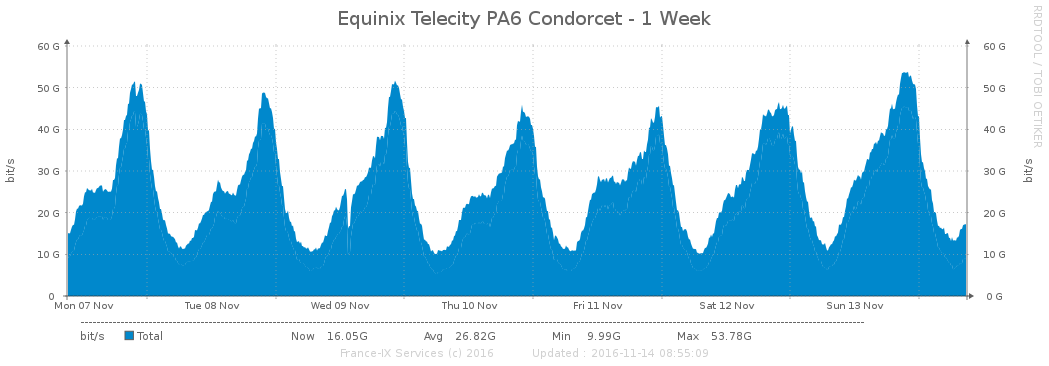 Equinix Telecity PA6 Condorcet - 1 Week
RRDTOOL / TOBI OETIKER
bit/s
60 G
50 G
40 G
30 G
20 G
10 G
0
60 G
50 G
40 G
30 G
20 G
10 G
0 G
bit/s
Mon 07 Nov Tue 08 Nov Wed 09 Nov Thu 10 Nov Fri 11 Nov Sat 12 Nov Sun 13 Nov
bit/s Total Now 16.05G Avg 26.82G Min 9.99G Max 53.78G
France-IX Services (c) 2016 Updated : 2016-11-14 08:55:09